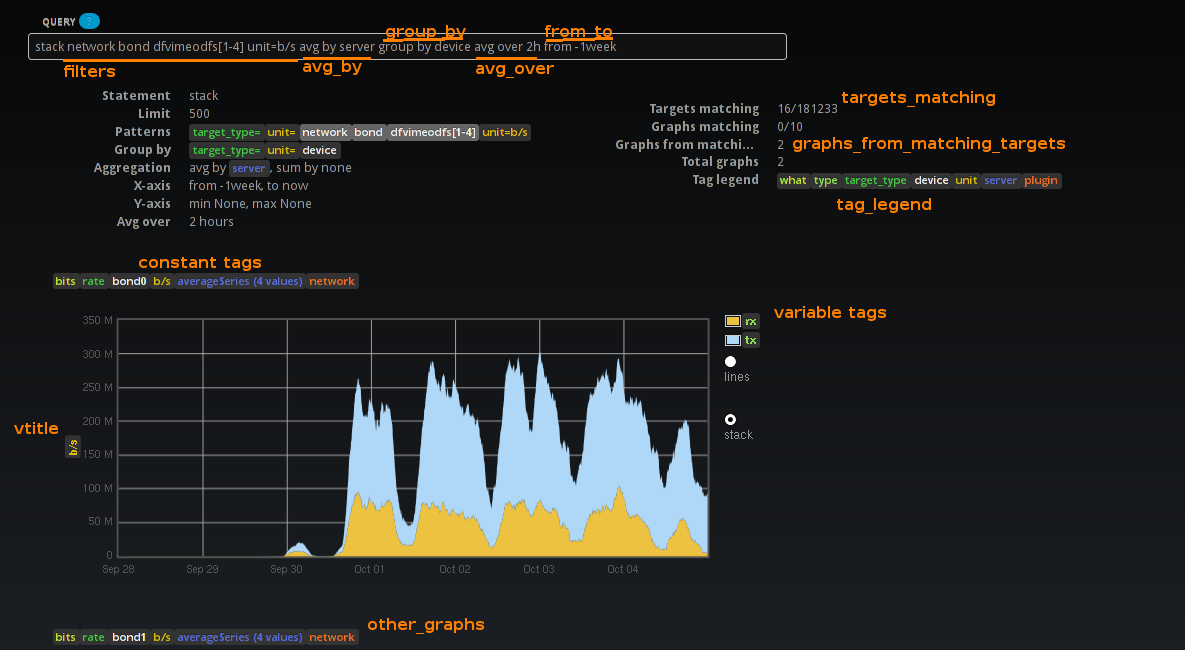 QUERY ?
group_by from_to
stack network bond dfvimeodfs[1-4] unit=b/s avg by server group by device avg over 2h from -1week
filters avg_by avg_over
Statement stack
Limit 500
Patterns target_type= unit= network bond dfvimeodfs[1-4] unit=b/s
Group by target_type= unit= device
Aggregation avg by server, sum by none
X-axis from -1week, to now
Y-axis min None, max None
Avg over 2 hours
targets_matching
Targets matching 16/181233
Graphs matching 0/10
Graphs from matchi... 2 graphs_from_matching_targets
Total graphs 2
Tag legend what type target_type device unit server plugin
tag_legend
constant tags
bits rate bond0 b/s averageSeries (4 values) network
variable tags
rx
tx
lines
stack
vtitle
b/s
350 M
300 M
250 M
200 M
150 M
100 M
50 M
0
Sep 28 Sep 29 Sep 30 Oct 01 Oct 02 Oct 03 Oct 04
other_graphs
bits rate bond1 b/s averageSeries (4 values) network